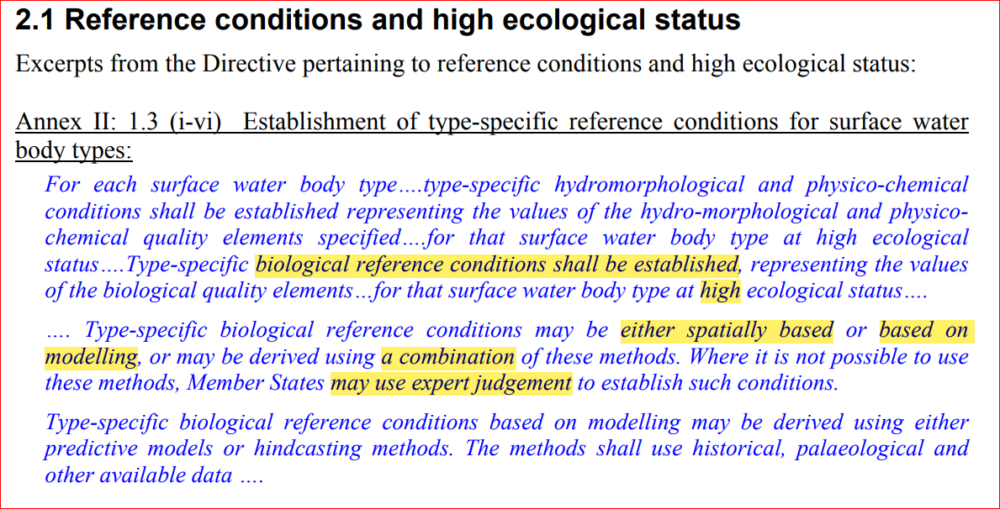 2.1 Reference conditions and high ecological status
Excerpts from the Directive pertaining to reference conditions and high ecological status:
Annex II: 1.3 (i-vi) Establishment of type-specific reference conditions for surface water
body types:
For each surface water body type….type-specific hydromorphological and physico-chemical
conditions shall be established representing the values of the hydro-morphological and physico-
chemical quality elements specified….for that surface water body type at high ecological
status….Type-specific biological reference conditions shall be established, representing the values
of the biological quality elements…for that surface water body type at high ecological status….
…. Type-specific biological reference conditions may be either spatially based or based on
modelling, or may be derived using a combination of these methods. Where it is not possible to use
these methods, Member States may use expert judgement to establish such conditions.
Type-specific biological reference conditions based on modelling may be derived using either
predictive models or hindcasting methods. The methods shall use historical, palaeological and
other available data ….